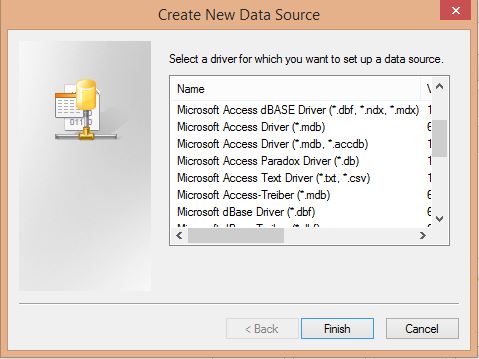 Create New Data Source
Select a driver for which you want to set up a data source.
Name
Microsoft Access dBASE Driver (*.dbf, *.ndx, *.mdx) 1
Microsoft Access Driver (*.mdb) 6
Microsoft Access Driver (*.mdb, *.accdb) 1
Microsoft Access Paradox Driver (*.db) 1
Microsoft Access Text Driver (*.txt, *.csv) 1
Microsoft Access-Treiber (*.mdb) 6
Microsoft dBase Driver (*.dbf) 6
< Back Finish Cancel